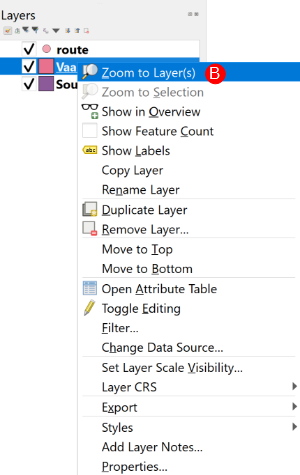 Layers
route
Vaa
Sou
Zoom to Layer(s)
B
Zoom to Selection
Show in Overview
Show Feature Count
abc Show Labels
Copy Layer
Rename Layer
Duplicate Layer
Remove Layer...
Move to Top
Move to Bottom
Open Attribute Table
Toggle Editing
Filter...
Change Data Source...
Set Layer Scale Visibility...
Layer CRS
Export
Styles
Add Layer Notes...
Properties...